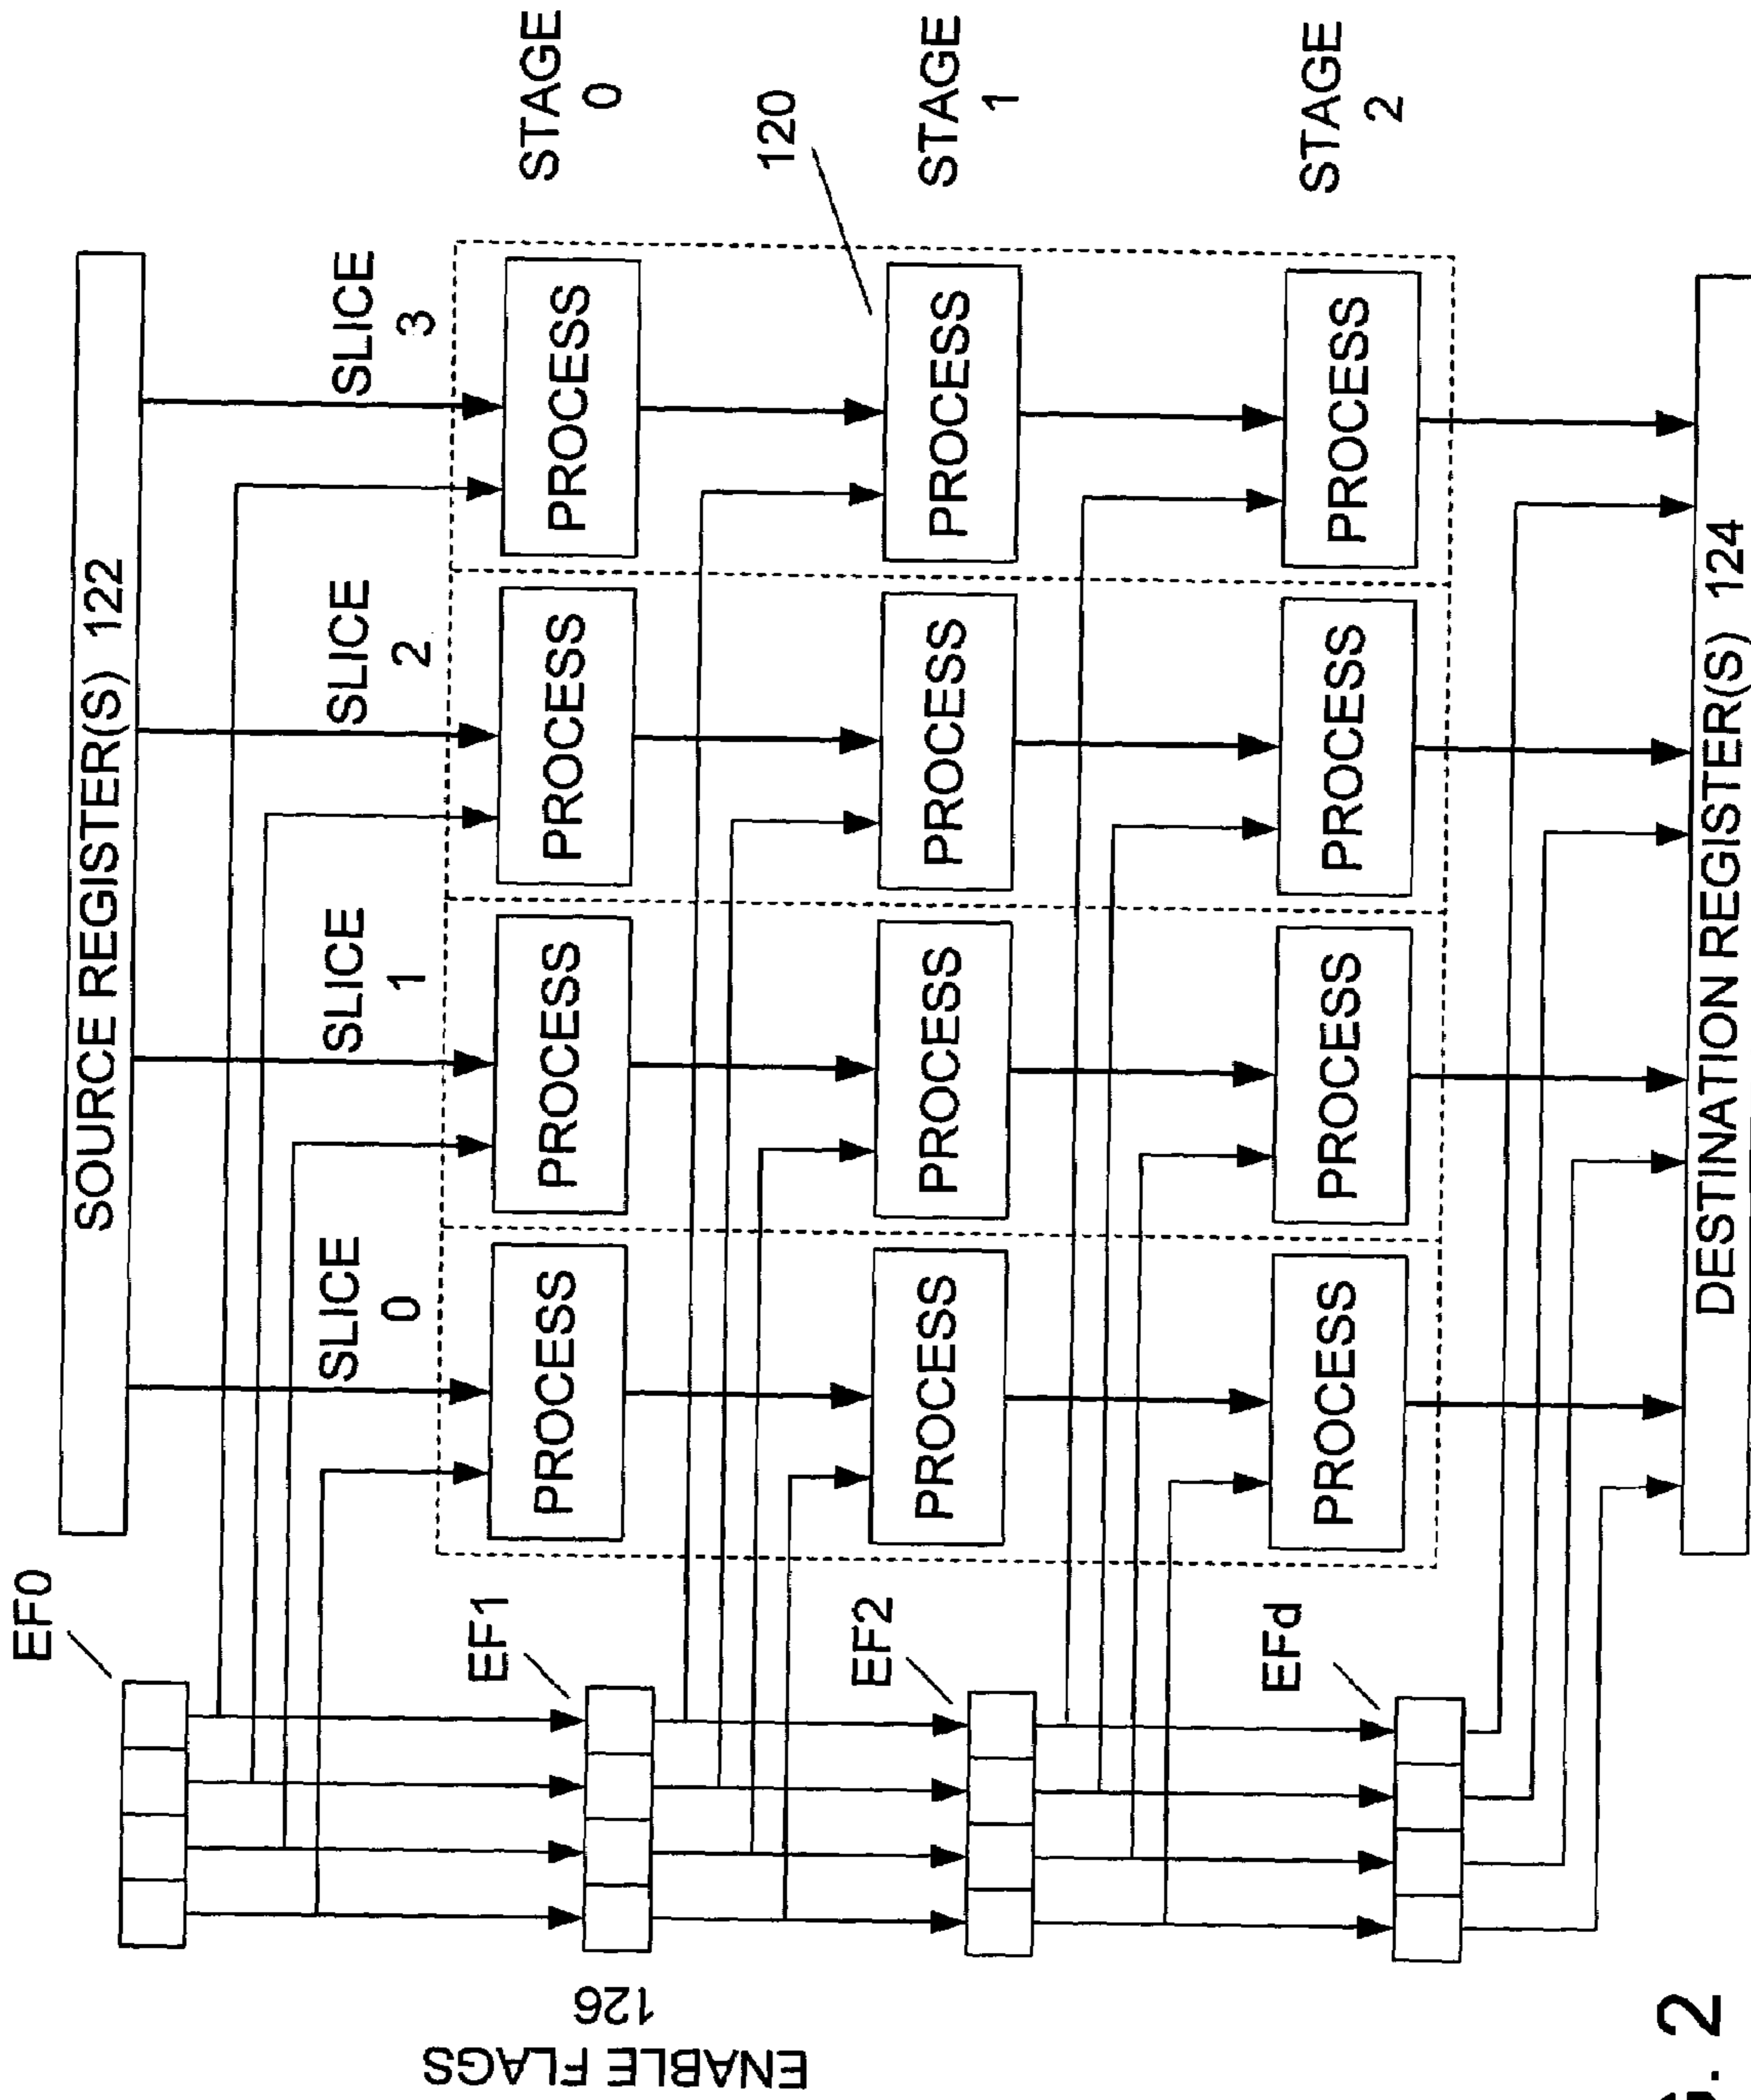 SOURCE REGISTER(S) 122
EF0
SLICE
0
SLICE
1
SLICE
2
SLICE
3
PROCESS
PROCESS
PROCESS
PROCESS
STAGE
0
120
EF1
PROCESS
PROCESS
PROCESS
PROCESS
STAGE
1
EF2
PROCESS
PROCESS
PROCESS
PROCESS
STAGE
2
EFd
ENABLE FLAGS
126
DESTINATION REGISTER(S) 124
. 2